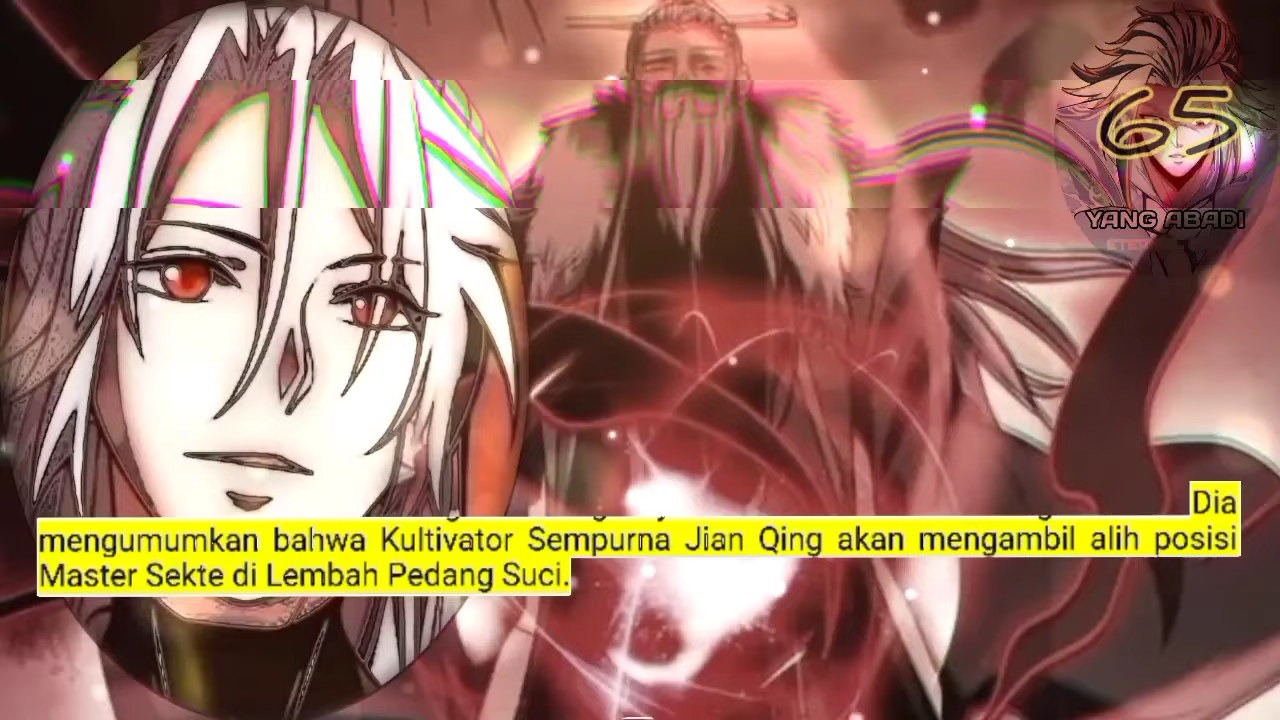 65
YANG ABADI
Dia
mengumumkan bahwa Kultivator Sempurna Jian Qing akan mengambil alih posisi
Master Sekte di Lembah Pedang Suci.